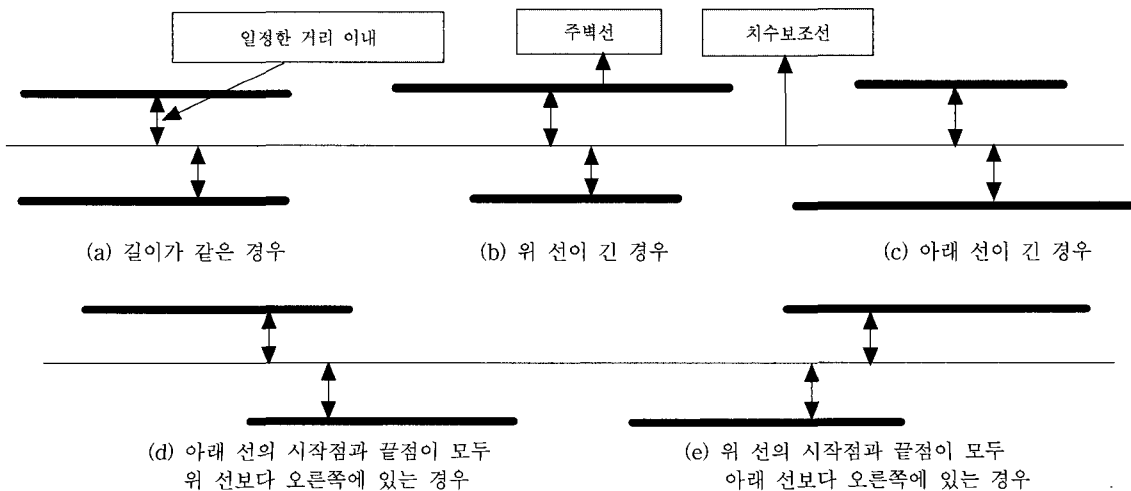 일정한 거리 이내
주벽선
치수보조선
(a) 길이가 같은 경우
(b) 위 선이 긴 경우
(c) 아래 선이 긴 경우
(d) 아래 선의 시작점과 끝점이 모두
위 선보다 오른쪽에 있는 경우
(e) 위 선의 시작점과 끝점이 모두
아래 선보다 오른쪽에 있는 경우